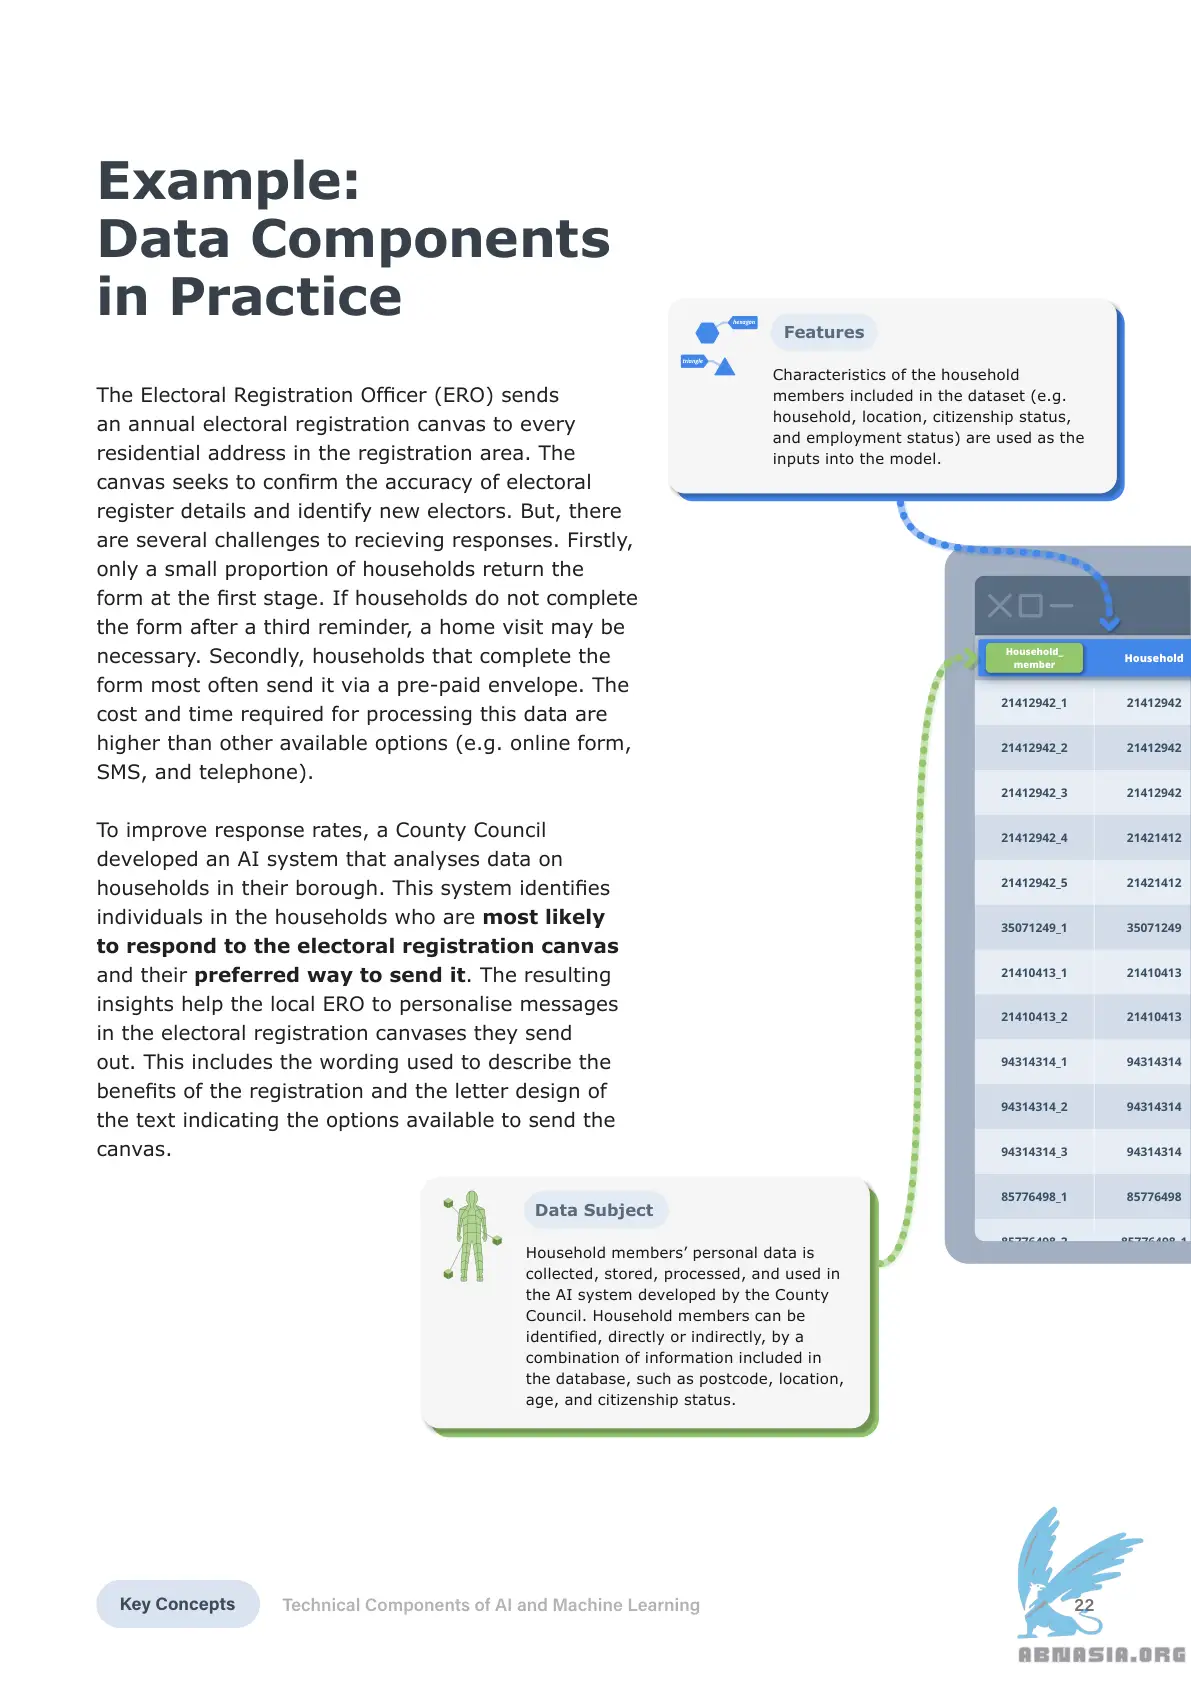 Example:
Data Components
in Practice
The Electoral Registration Officer (ERO) sends
an annual electoral registration canvas to every
residential address in the registration area. The
canvas seeks to confirm the accuracy of electoral
register details and identify new electors. But, there
are several challenges to recieving responses. Firstly,
only a small proportion of households return the
form at the first stage. If households do not complete
the form after a third reminder, a home visit may be
necessary. Secondly, households that complete the
form most often send it via a pre-paid envelope. The
cost and time required for processing this data are
higher than other available options (e.g. online form,
SMS, and telephone).
To improve response rates, a County Council
developed an AI system that analyses data on
households in their borough. This system identifies
individuals in the households who are most likely
to respond to the electoral registration canvas
and their preferred way to send it. The resulting
insights help the local ERO to personalise messages
in the electoral registration canvases they send
out. This includes the wording used to describe the
benefits of the registration and the letter design of
the text indicating the options available to send the
canvas.
hexagon
triangle
Features
Characteristics of the household
members included in the dataset (e.g.
household, location, citizenship status,
and employment status) are used as the
inputs into the model.
Household_
member
Household
21412942_1 21412942
21412942_2 21412942
21412942_3 21412942
21412942_4 21421412
21412942_5 21421412
35071249_1 35071249
21410413_1 21410413
21410413_2 21410413
94314314_1 94314314
94314314_2 94314314
94314314_3 94314314
85776498_1 85776498
Data Subject
Household members’ personal data is
collected, stored, processed, and used in
the AI system developed by the County
Council. Household members can be
identified, directly or indirectly, by a
combination of information included in
the database, such as postcode, location,
age, and citizenship status.
Key Concepts
Technical Components of AI and Machine Learning
22
ABNASIA.ORG